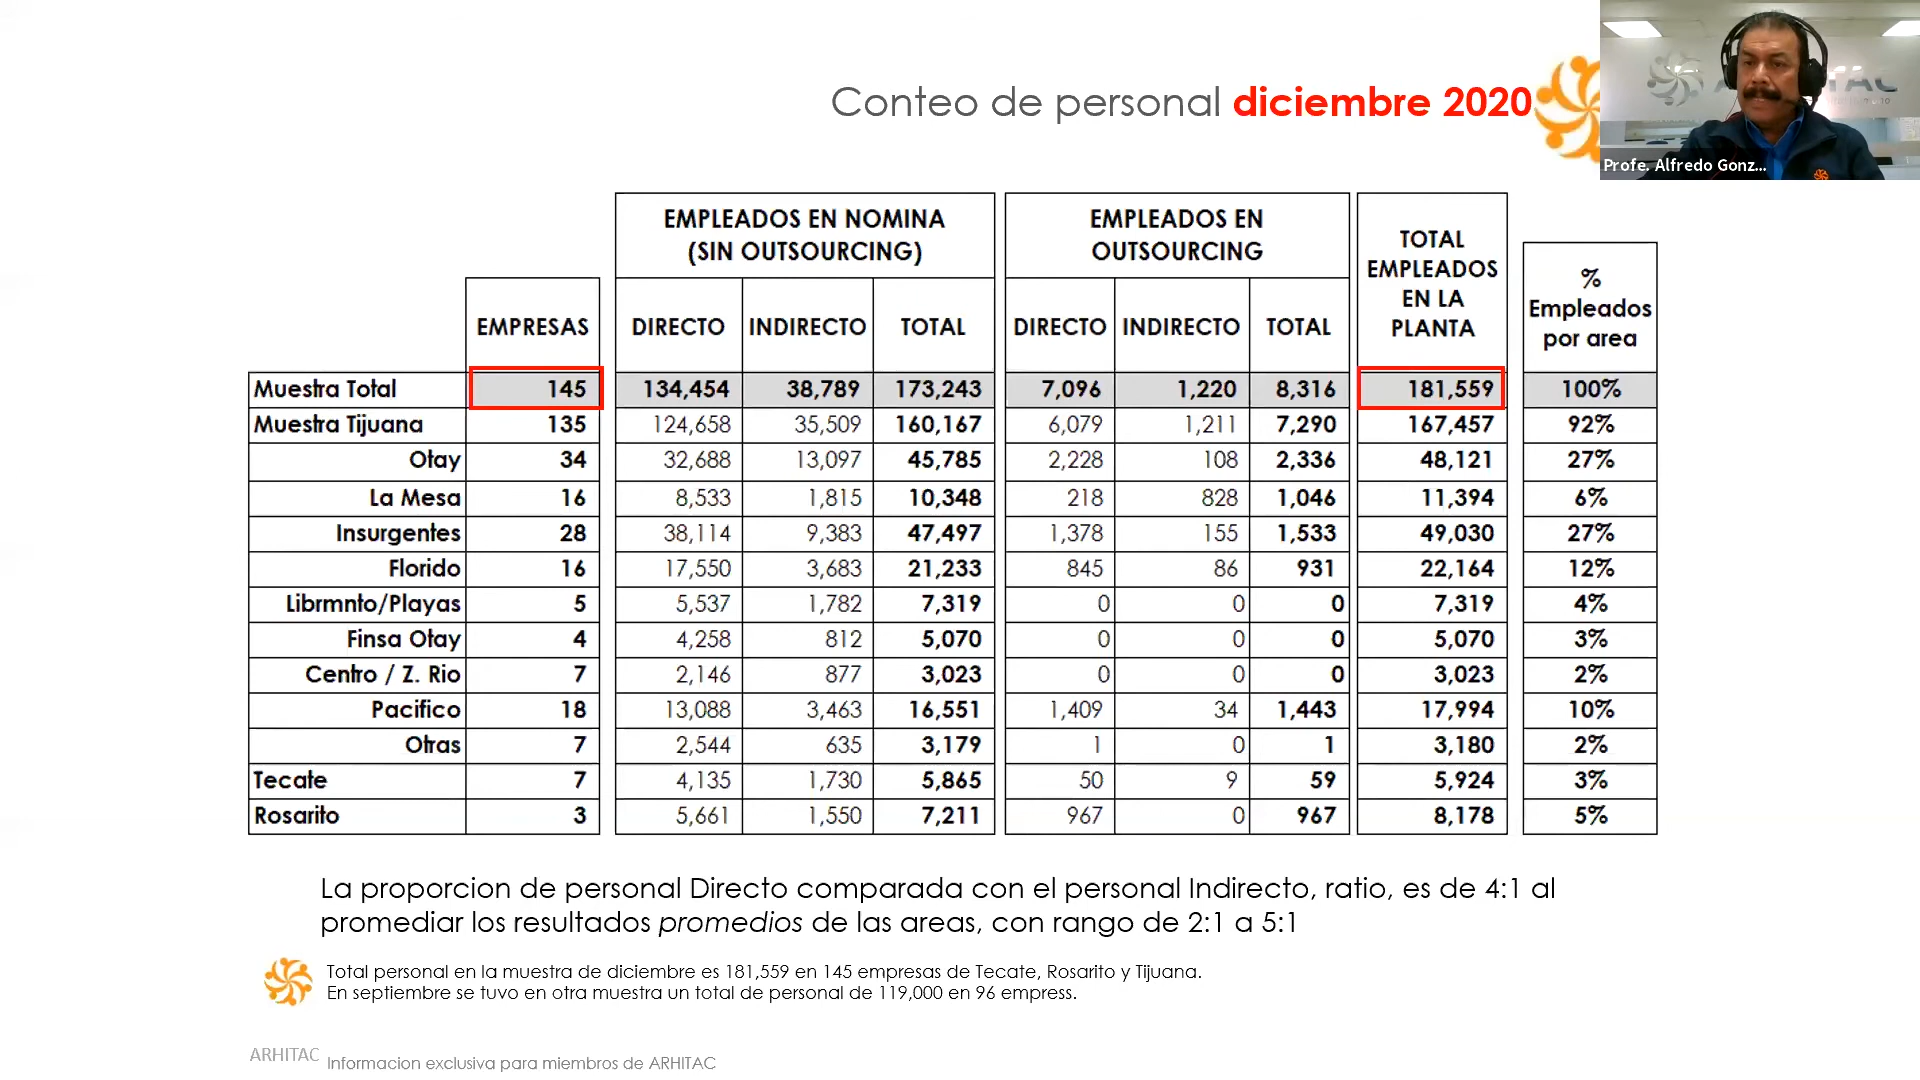 Conteo de personal diciembre 2020
Profe. Alfredo Gonz...
EMPLEADOS EN NOMINA
(SIN OUTSOURCING)
EMPLEADOS EN
OUTSOURCING
TOTAL
EMPLEADOS
EN LA
PLANTA
%
Empleados
por area
EMPRESAS DIRECTO INDIRECTO TOTAL DIRECTO INDIRECTO TOTAL
Muestra Total 145 134,454 38,789 173,243 7,096 1,220 8,316 181,559 100%
Muestra Tijuana 135 124,658 35,509 160,167 6,079 1,211 7,290 167,457 92%
Otay 34 32,688 13,097 45,785 2,228 108 2,336 48,121 27%
La Mesa 16 8,533 1,815 10,348 218 828 1,046 11,394 6%
Insurgentes 28 38,114 9,383 47,497 1,378 155 1,533 49,030 27%
Florido 16 17,550 3,683 21,233 845 86 931 22,164 12%
Librmnto/Playas 5 5,537 1,782 7,319 0 0 0 7,319 4%
Finsa Otay 4 4,258 812 5,070 0 0 0 5,070 3%
Centro / Z. Rio 7 2,146 877 3,023 0 0 0 3,023 2%
Pacifico 18 13,088 3,463 16,551 1,409 34 1,443 17,994 10%
Otras 7 2,544 635 3,179 1 0 1 3,180 2%
Tecate 7 4,135 1,730 5,865 50 9 59 5,924 3%
Rosarito 3 5,661 1,550 7,211 967 0 967 8,178 5%
La proporcion de personal Directo comparada con el personal Indirecto, ratio, es de 4:1 al
promediar los resultados promedios de las areas, con rango de 2:1 a 5:1
Total personal en la muestra de diciembre es 181,559 en 145 empresas de Tecate, Rosarito y Tijuana.
En septiembre se tuvo en otra muestra un total de personal de 119,000 en 96 empress.
ARHITAC Informacion exclusiva para miembros de ARHITAC